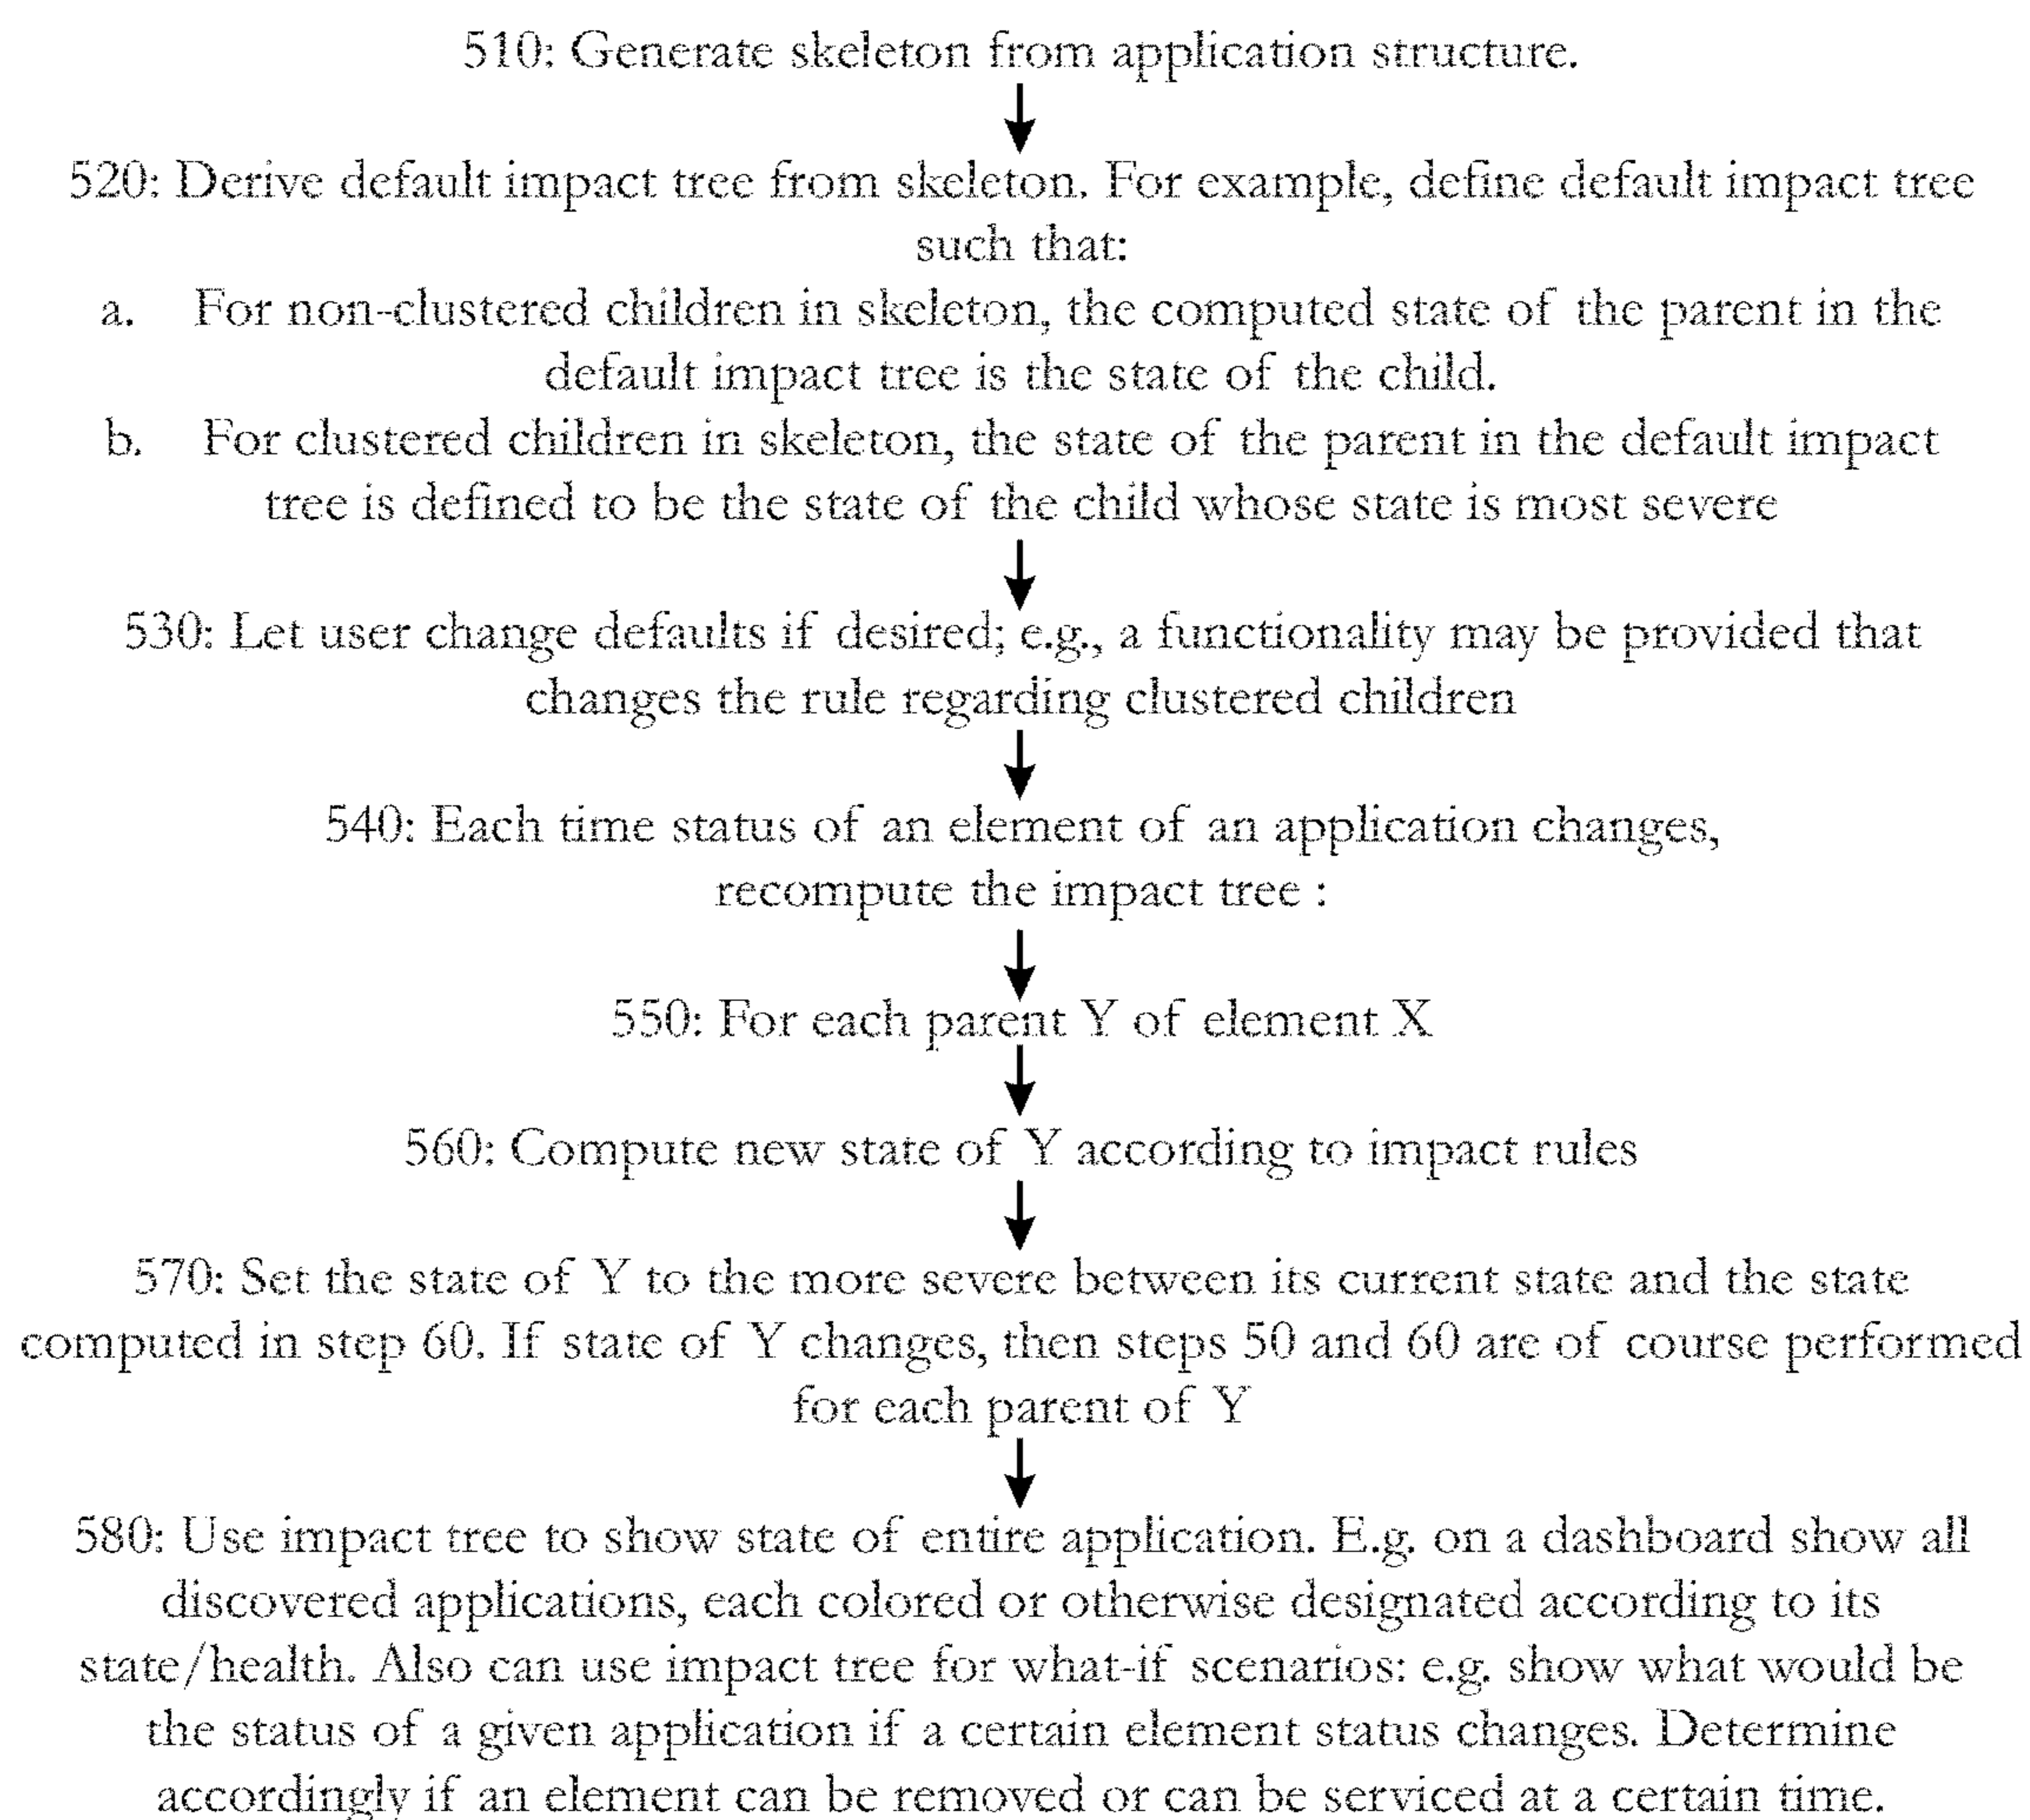 510: Generate skeleton from application structure.
520: Derive default impact tree from skeleton. For example, define default impact tree
such that:
a. For non-clustered children in skeleton, the computed state of the parent in the
default impact tree is the state of the child.
b. For clustered children in skeleton, the state of the parent in the default impact
tree is defined to be the state of the child whose state is most severe
530: Let user change defaults if desired; e.g., a functionality may be provided that
changes the rule regarding clustered children
540: Each time status of an element of an application changes,
recompute the impact tree :
550: For each parent Y of element X
560: Compute new state of Y according to impact rules
570: Set the state of Y to the more severe between its current state and the state
computed in step 60. If state of Y changes, then steps 50 and 60 are of course performed
for each parent of Y
580: Use impact tree to show state of entire application. E.g. on a dashboard show all
discovered applications, each colored or otherwise designated according to its
state/health. Also can use impact tree for what-if scenarios: e.g. show what would be
the status of a given application if a certain element status changes. Determine
accordingly if an element can be removed or can be serviced at a certain time.